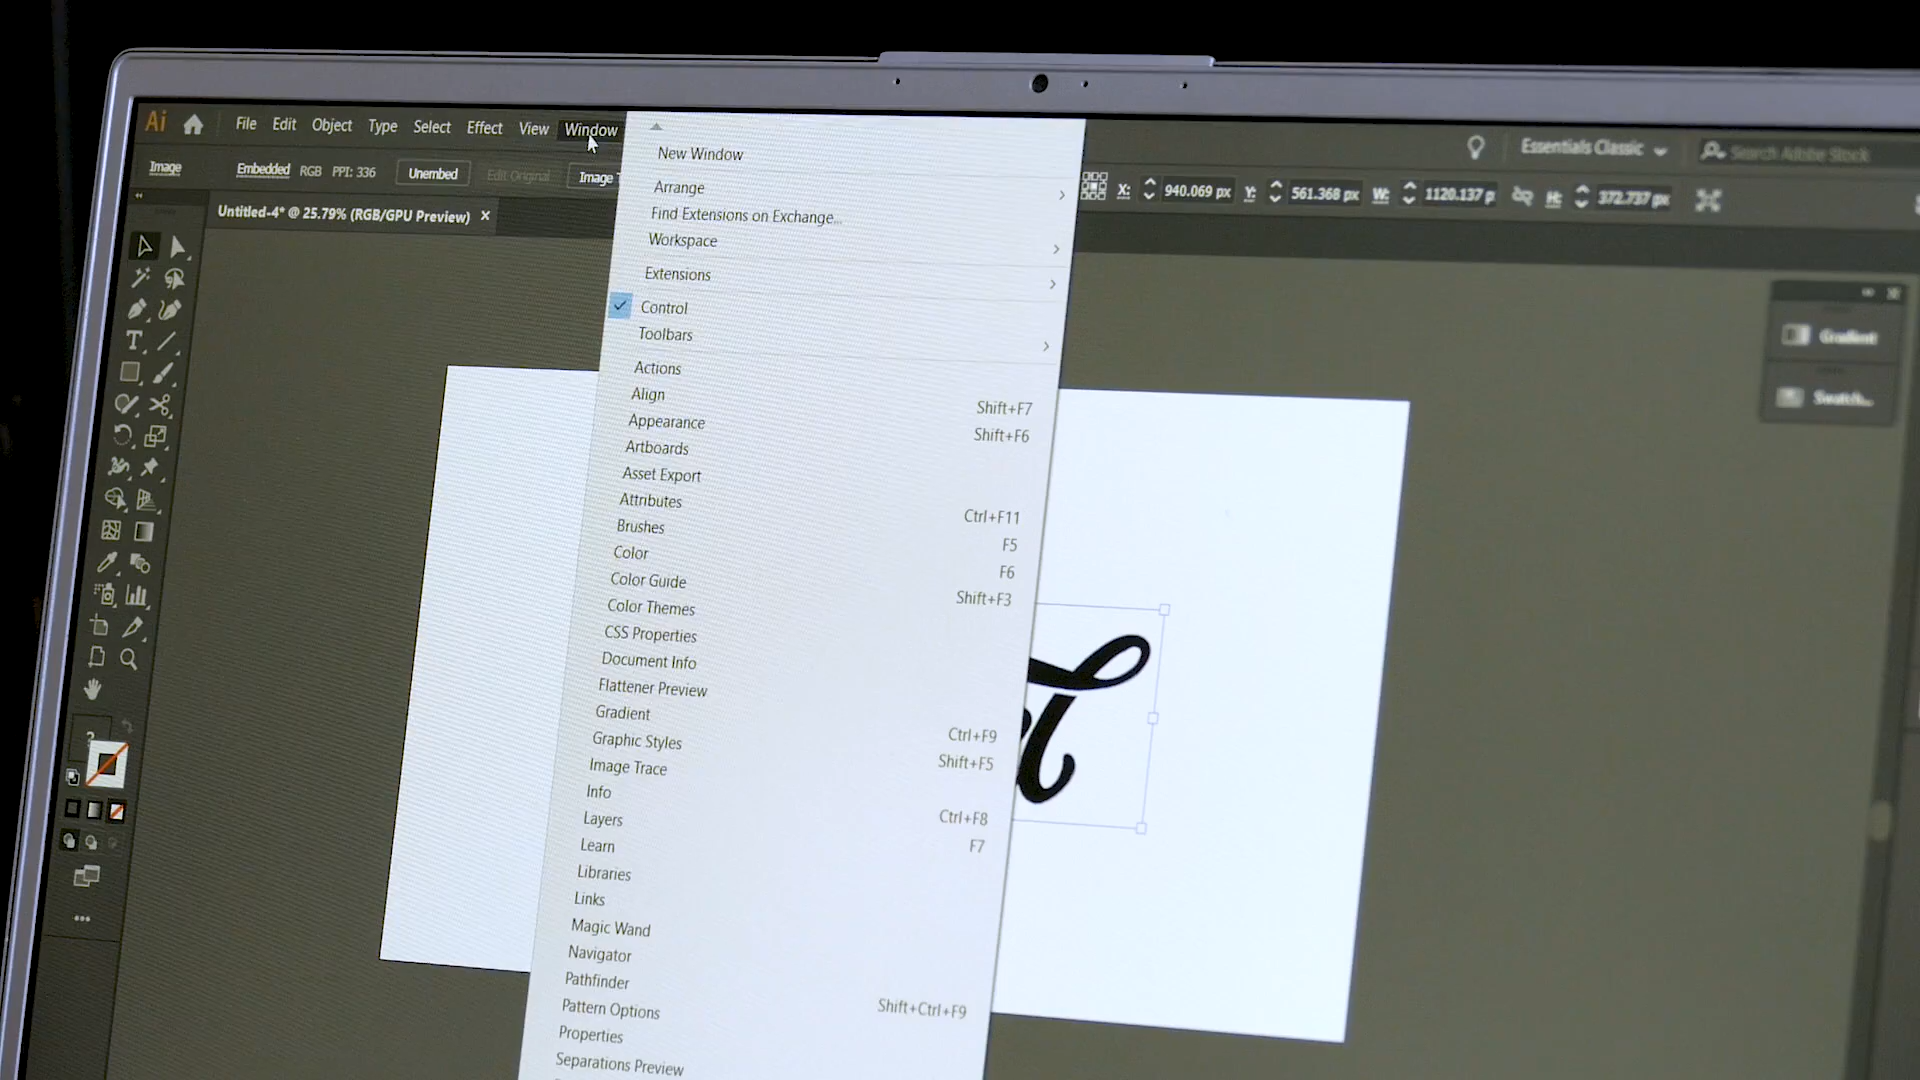 Ai File Edit Object Type Select Effect View Window
Essentials Classic
Search Adobe Stock
Image Embedded RGB PPI: 336 Unembed Edit Original Image
X: 940.069 px Y: 561.368 px W: 1120.137 p H: 372.737 px
Untitled-4* @ 25.79% (RGB/GPU Preview) ×
New Window
Arrange
Find Extensions on Exchange...
Workspace
Extensions
Control
Toolbars
Actions
Align Shift+F7
Appearance Shift+F6
Artboards
Asset Export
Attributes Ctrl+F11
Brushes F5
Color F6
Color Guide Shift+F3
Color Themes
CSS Properties
Document Info
Flattener Preview
Gradient Ctrl+F9
Graphic Styles Shift+F5
Image Trace
Info Ctrl+F8
Layers F7
Learn
Libraries
Links
Magic Wand
Navigator
Pathfinder Shift+Ctrl+F9
Pattern Options
Properties
Separations Preview
Gradient
Swatch...